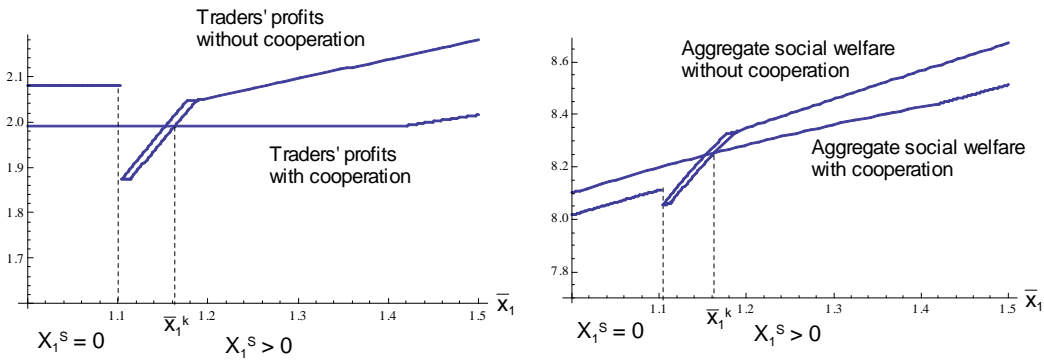 Traders' profits
without cooperation
2.1
2.0
1.9
1.8
1.7
Traders' profits
with cooperation
1.1
x̄₁ᵏ
1.2
1.3
1.4
1.5
x̄₁
X₁ˢ = 0
X₁ˢ > 0
Aggregate social welfare
without cooperation
8.6
8.4
8.2
8.0
7.8
Aggregate social welfare
with cooperation
1.1
x̄₁ᵏ
1.2
1.3
1.4
1.5
x̄₁
X₁ˢ = 0
X₁ˢ > 0